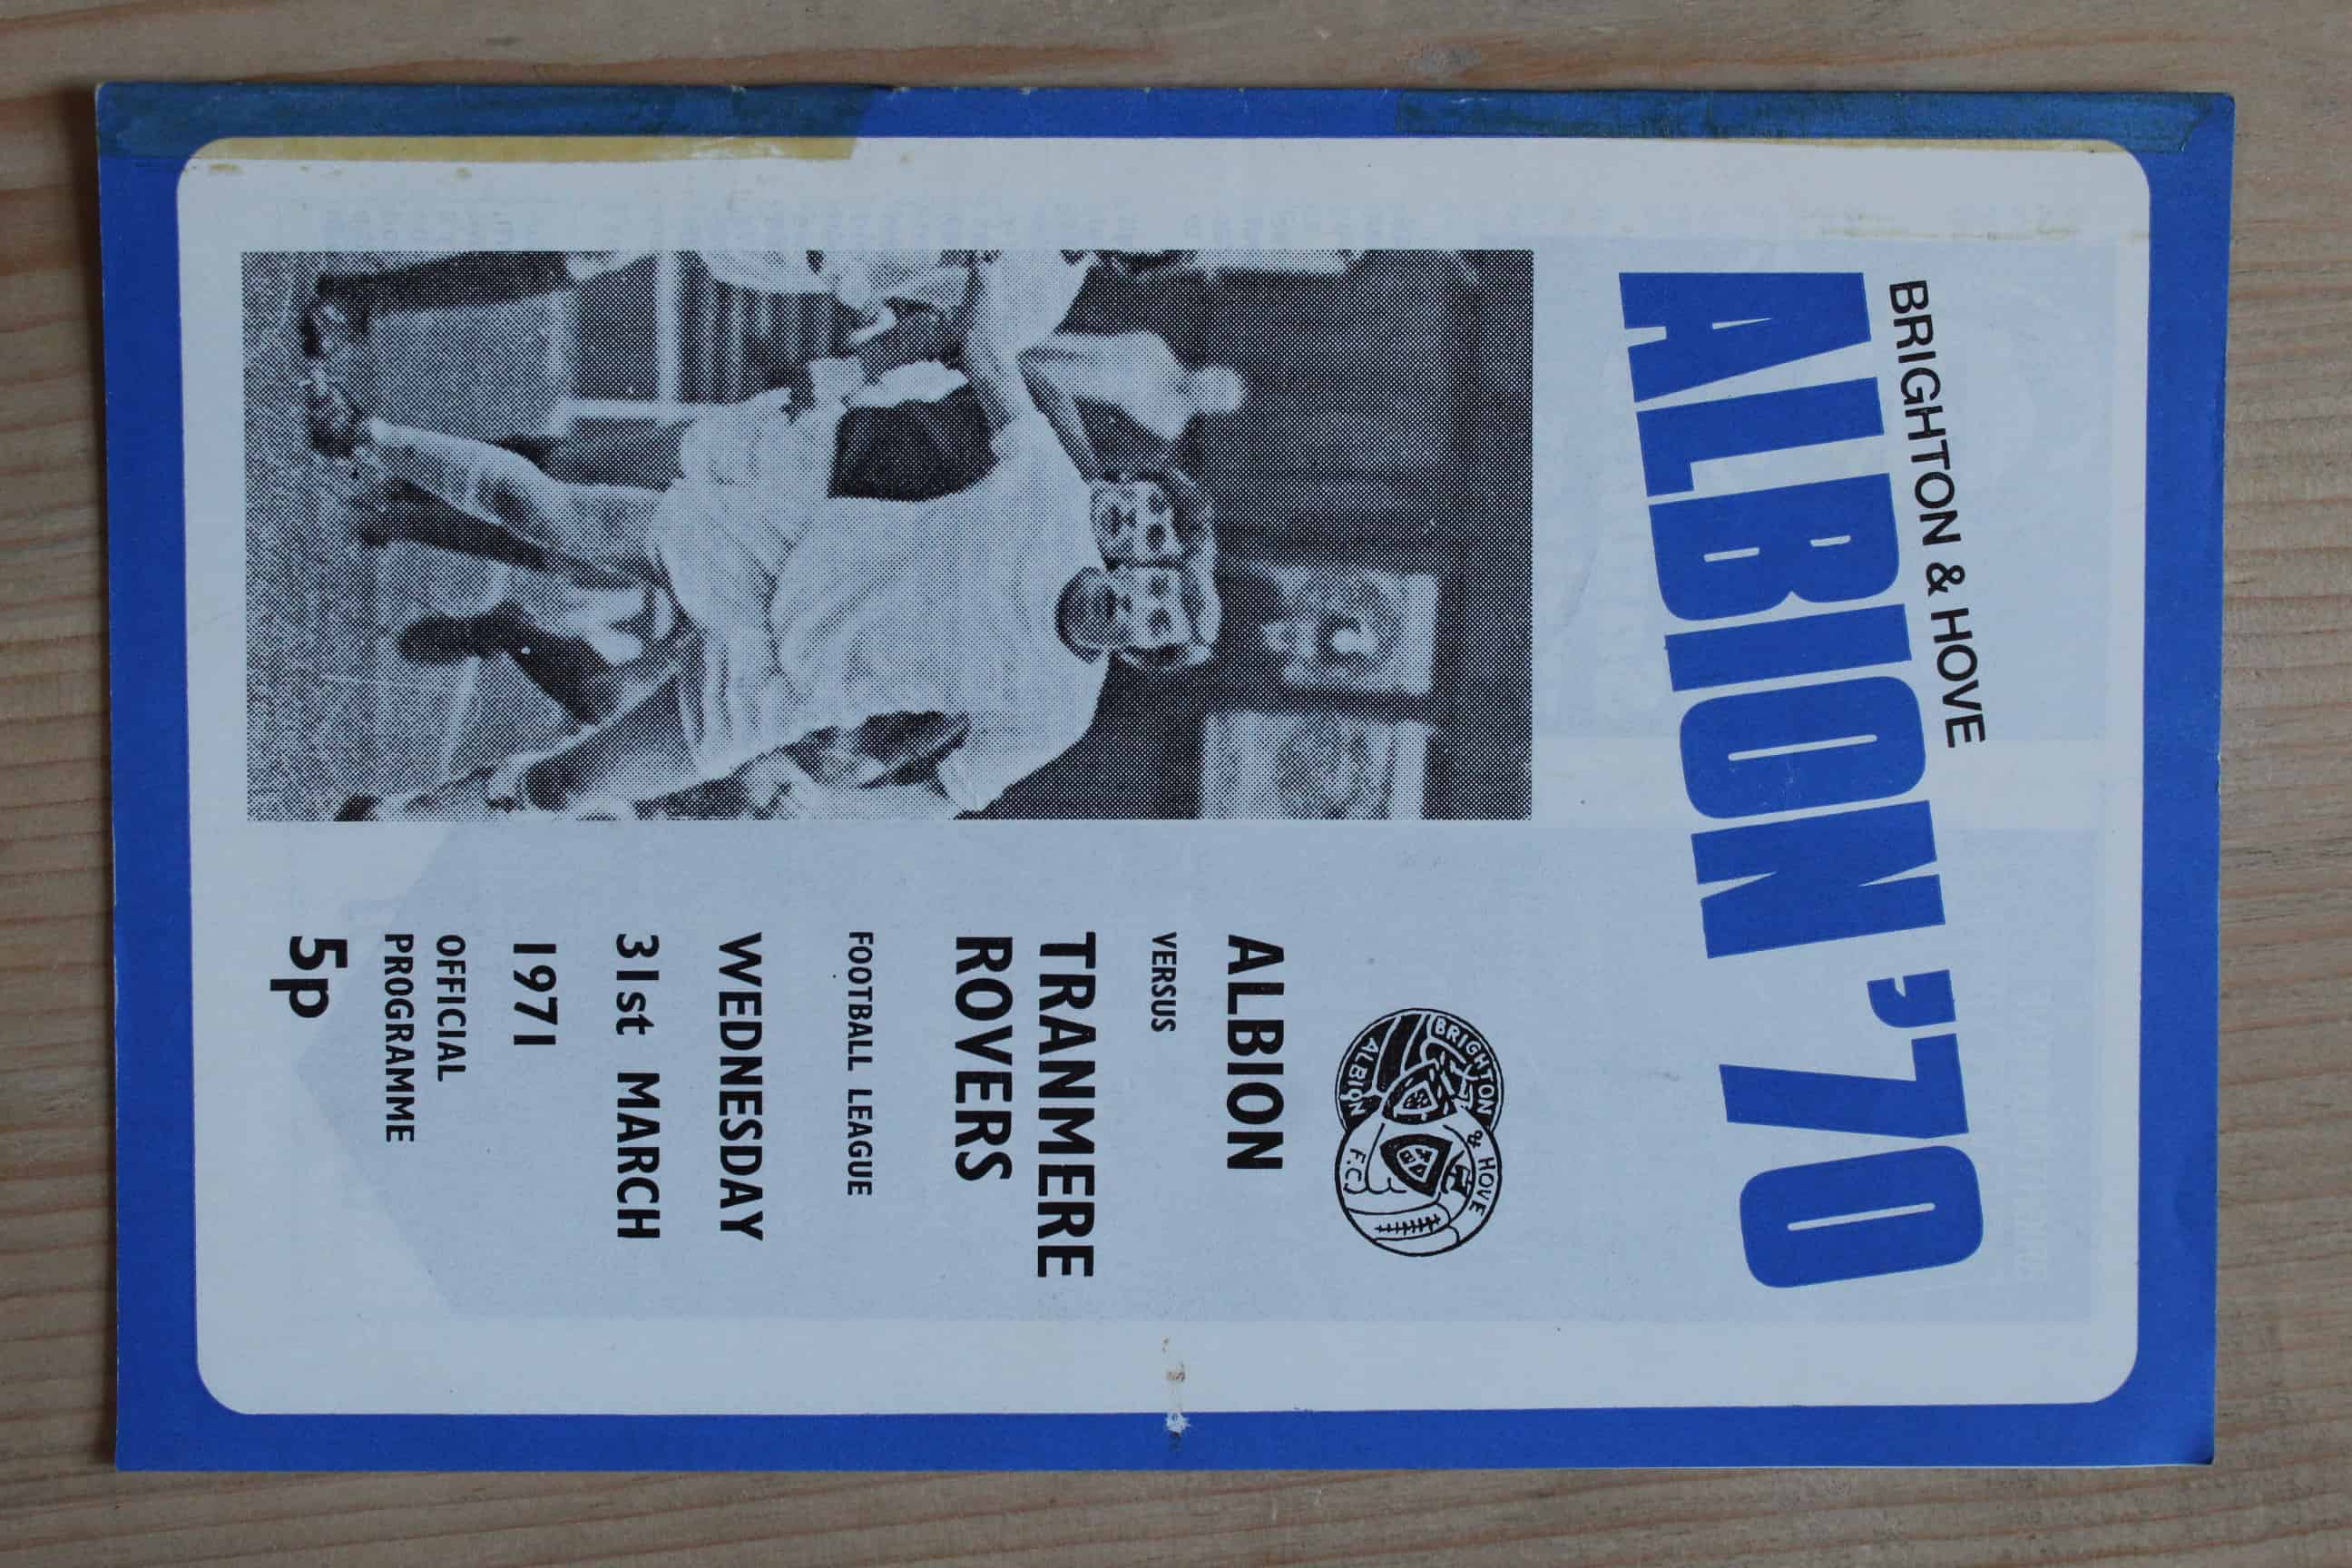 BRIGHTON & HOVE
ALBION '70
BRIGHTON & HOVE
ALBION F.C.
ALBION
VERSUS
TRANMERE
ROVERS
FOOTBALL LEAGUE
WEDNESDAY
31st MARCH
1971
OFFICIAL
PROGRAMME
5p